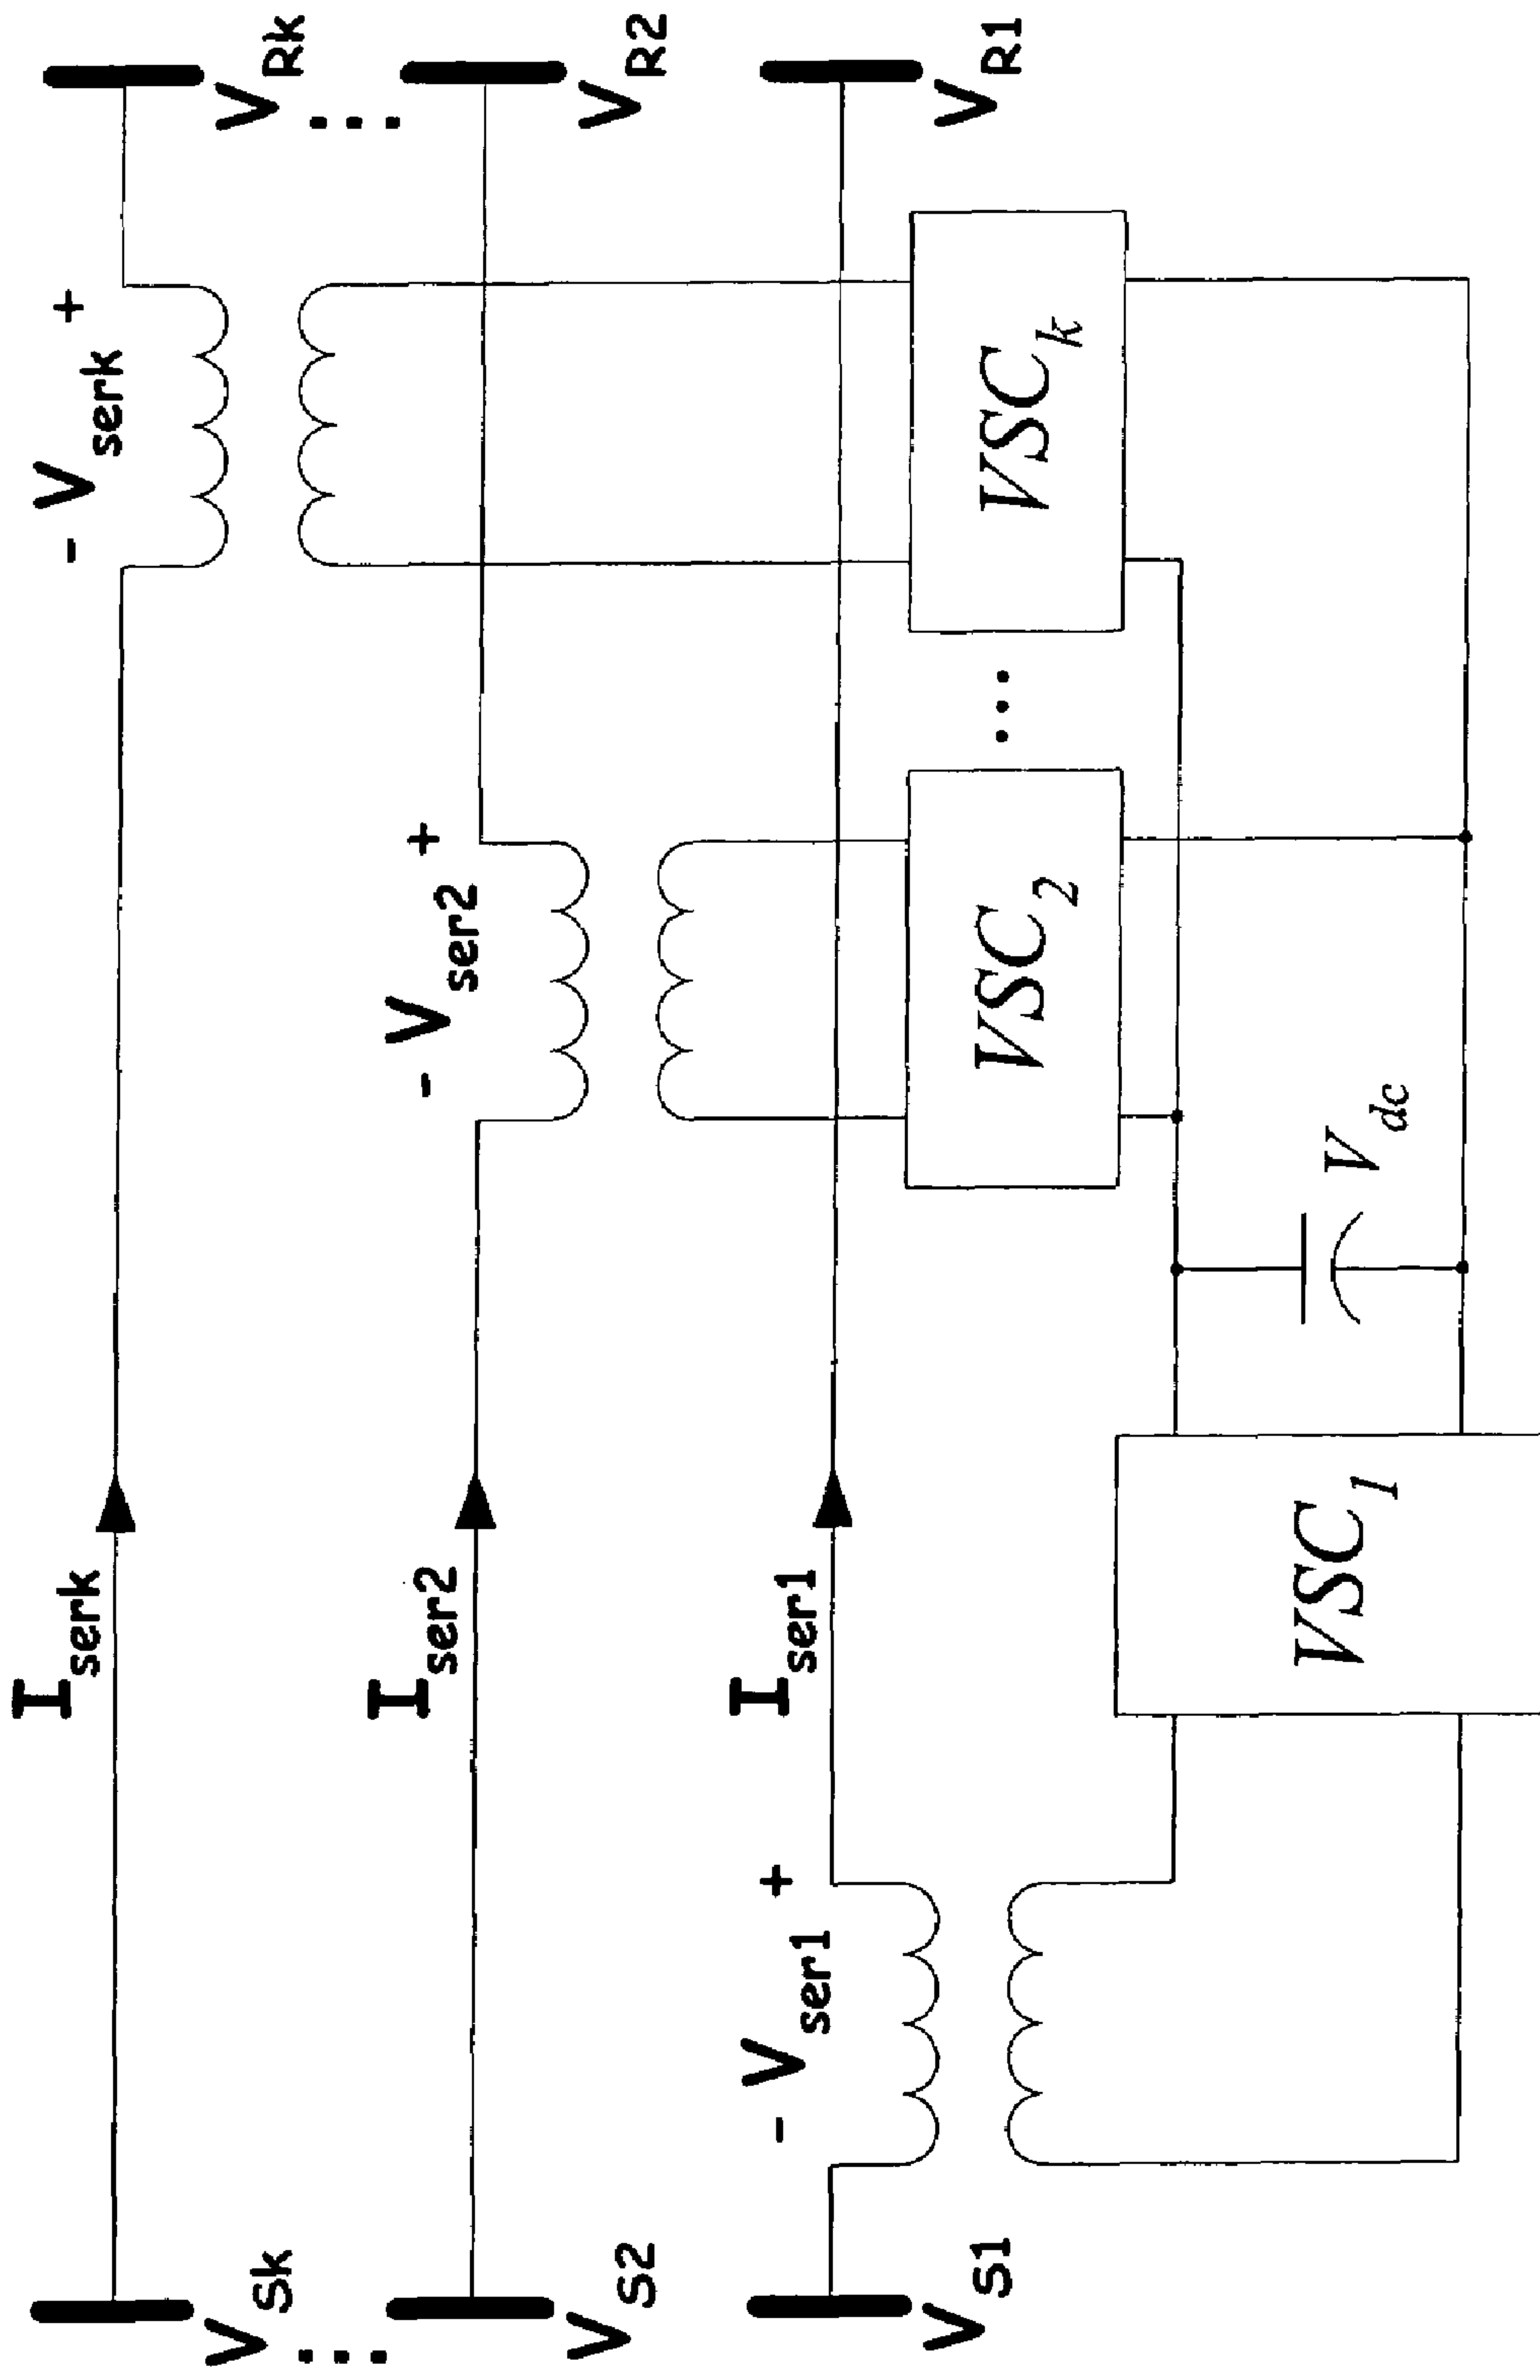 I_serk
- V_serk +
V_Sk
V_Rk
...
...
I_ser2
- V_ser2 +
V_S2
V_R2
I_ser1
- V_ser1 +
V_S1
V_R1
VSC_2
...
VSC_k
VSC_1
V_dc